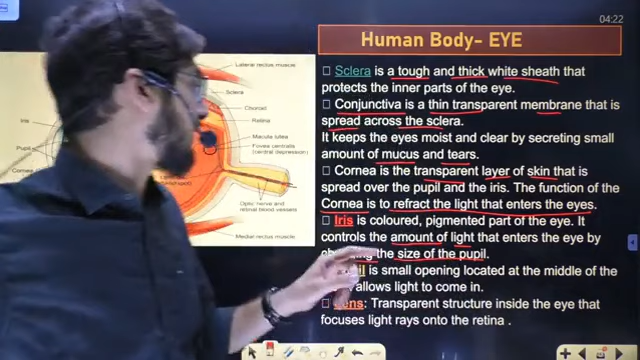 04:22
Human Body- EYE
Lateral rectus muscle
Sclera
Choroid
Retina
Macula lutea
Fovea centralis
(central depression)
Iris
Pupil
Optic nerve and
retinal blood vessels
Medial rectus muscle
Sclera is a tough and thick white sheath that
protects the inner parts of the eye.
Conjunctiva is a thin transparent membrane that is
spread across the sclera.
It keeps the eyes moist and clear by secreting small
amount of mucus and tears.
Cornea is the transparent layer of skin that is
spread over the pupil and the iris. The function of the
Cornea is to refract the light that enters the eyes.
Iris is coloured, pigmented part of the eye. It
controls the amount of light that enters the eye by
the size of the pupil.
is small opening located at the middle of the
allows light to come in.
Lens: Transparent structure inside the eye that
focuses light rays onto the retina .